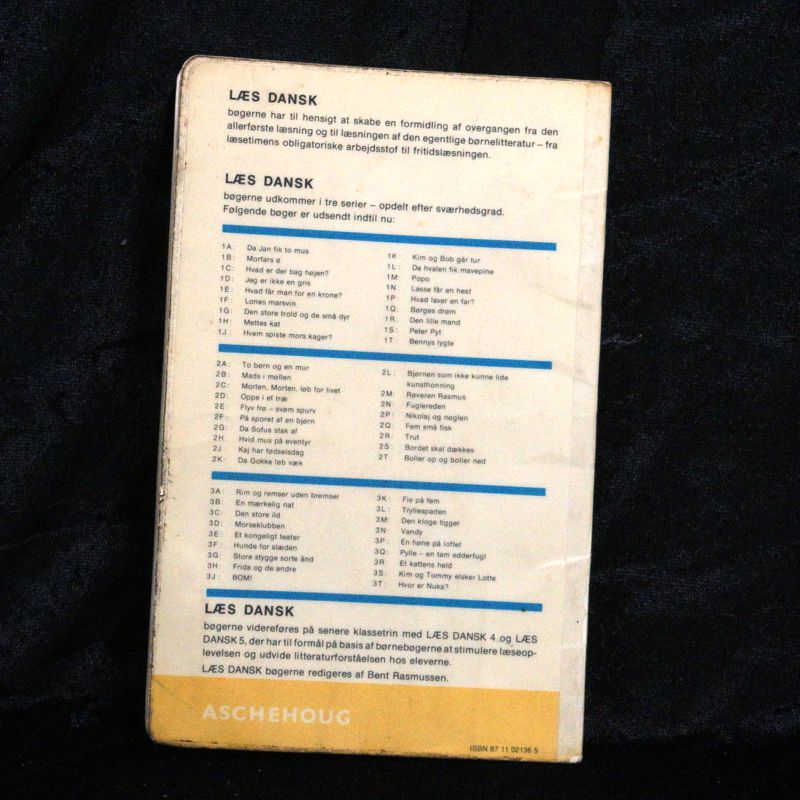 LÆS DANSK
bøgerne har til hensigt at skabe en formidling af overgangen fra den
allerførste læsning og til læsningen af den egentlige børnelitteratur – fra
læsetimens obligatoriske arbejdsstof til fritidslæsningen.
LÆS DANSK
bøgerne udkommer i tre serier – opdelt efter sværhedsgrad.
Følgende bøger er udsendt indtil nu:
1A: Da Jan fik to mus
1B: Morfars ø
1C: Hvad er der bag højen?
1D: Jeg er ikke en gris
1E: Hvad får man for en krone?
1F: Lones marsvin
1G: Den store trold og de små dyr
1H: Mettes kat
1J: Hvem spiste mors kager?
1K: Kim og Bob går tur
1L: Da hvalen fik mavepine
1M: Popo
1N: Lasse får en hest
1P: Hvad laver en far?
1Q: Børges drøm
1R: Den lille mand
1S: Peter Pyt
1T: Bennys lygte
2A: To børn og en mur
2B: Mads i møllen
2C: Morten, Morten, løb for livet
2D: Oppe i et træ
2E: Flyv frø – svøm spurv
2F: På sporet af en bjørn
2G: Da Sofus stak af
2H: Hvid mus på eventyr
2J: Kaj har fødselsdag
2K: Da Gokke løb væk
2L: Bjørnen som ikke kunne lide
kunsthonning
2M: Røveren Rasmus
2N: Fuglereden
2P: Nikolaj og nøglen
2Q: Fem små fisk
2R: Trut
2S: Bordet skal dækkes
2T: Boller op og boller ned
3A: Rim og remser uden bremser
3B: En mærkelig nat
3C: Den store ild
3D: Morseklubben
3E: Et kongeligt teater
3F: Hunde for slæden
3G: Store stygge sorte ånd
3H: Frida og de andre
3J: BOM!
3K: Fie på fem
3L: Tryllespaden
3M: Den kloge tigger
3N: Vandy
3P: En høne på loftet
3Q: Pylle – en tam edderfugl
3R: Et kattens held
3S: Kim og Tommy elsker Lotte
3T: Hvor er Nuka?
LÆS DANSK
bøgerne videreføres på senere klassetrin med LÆS DANSK 4 og LÆS
DANSK 5, der har til formål på basis af børnebøgerne at stimulere læseop-
levelsen og udvide litteraturforståelsen hos eleverne.
LÆS DANSK bøgerne redigeres af Bent Rasmussen.
ASCHEHOUG
ISBN 87 11 02136 5